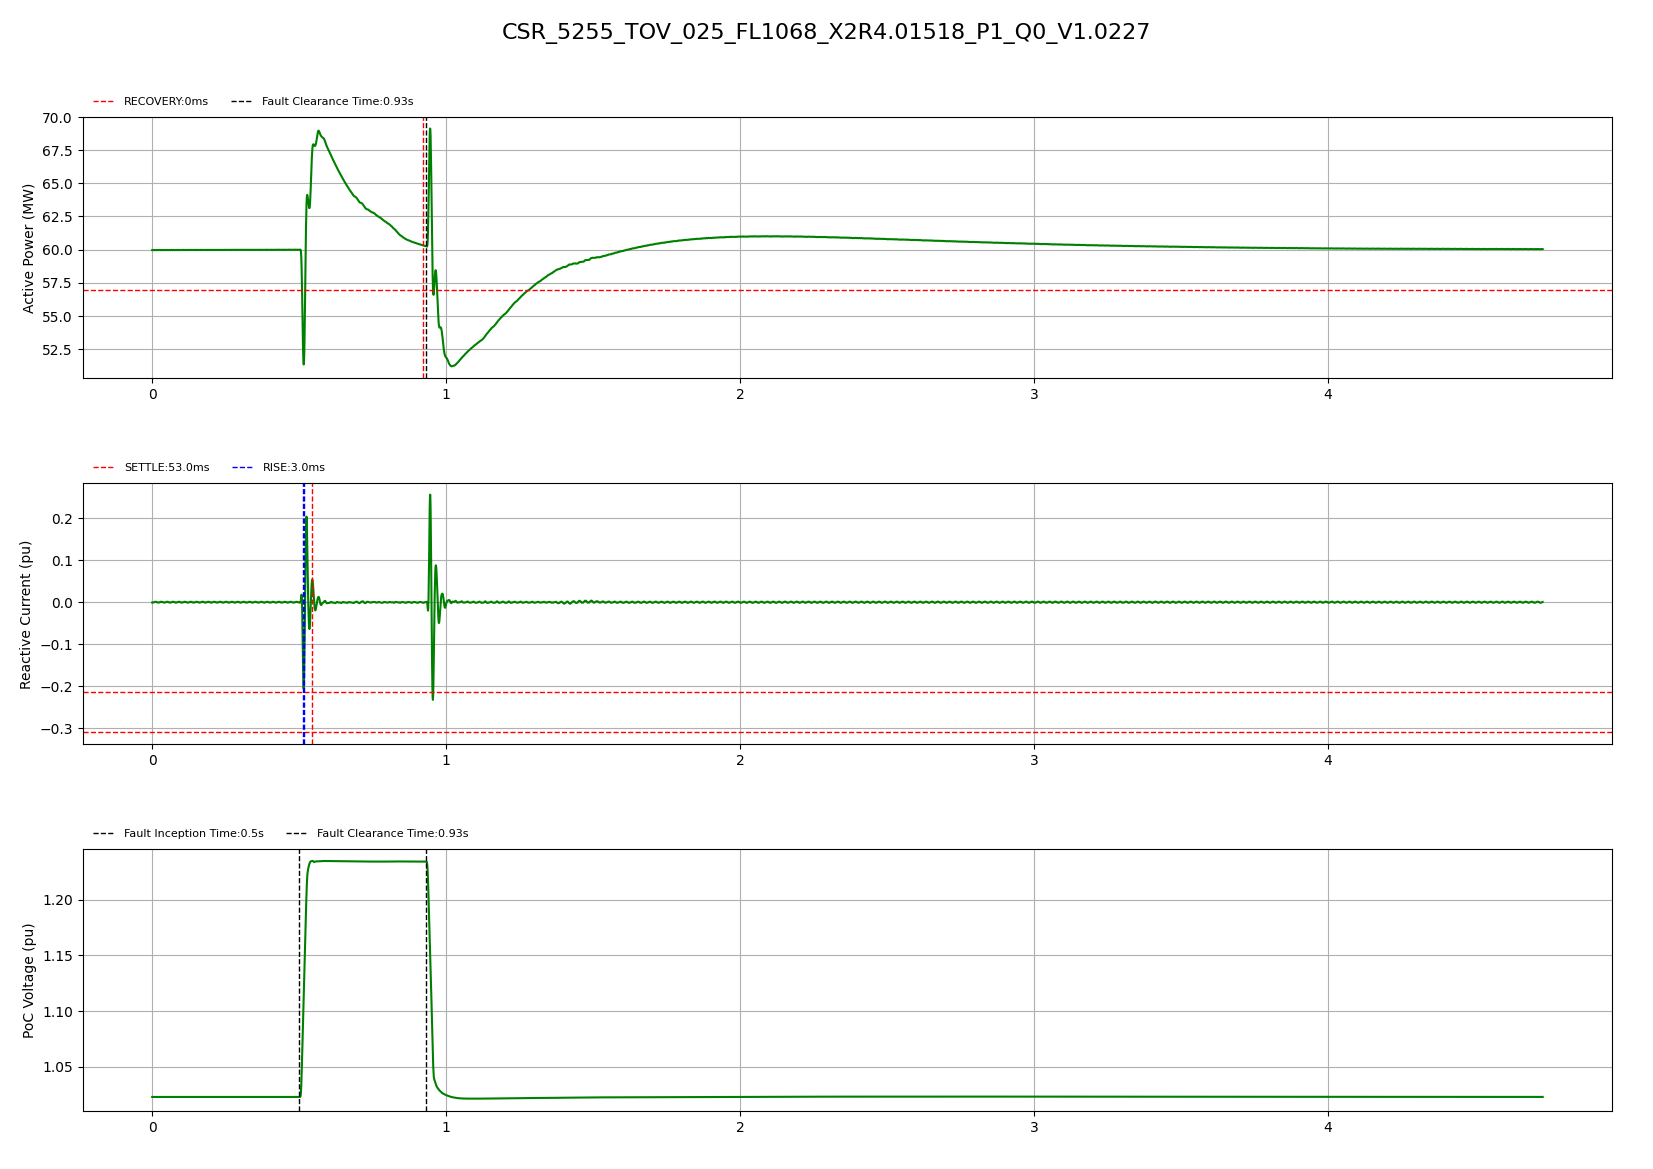 CSR_5255_TOV_025_FL1068_X2R4.01518_P1_Q0_V1.0227
RECOVERY:0ms Fault Clearance Time:0.93s
Active Power (MW)
70.0
67.5
65.0
62.5
60.0
57.5
55.0
52.5
0 1 2 3 4
SETTLE:53.0ms RISE:3.0ms
Reactive Current (pu)
0.2
0.1
0.0
−0.1
−0.2
−0.3
0 1 2 3 4
Fault Inception Time:0.5s Fault Clearance Time:0.93s
PoC Voltage (pu)
1.20
1.15
1.10
1.05
0 1 2 3 4